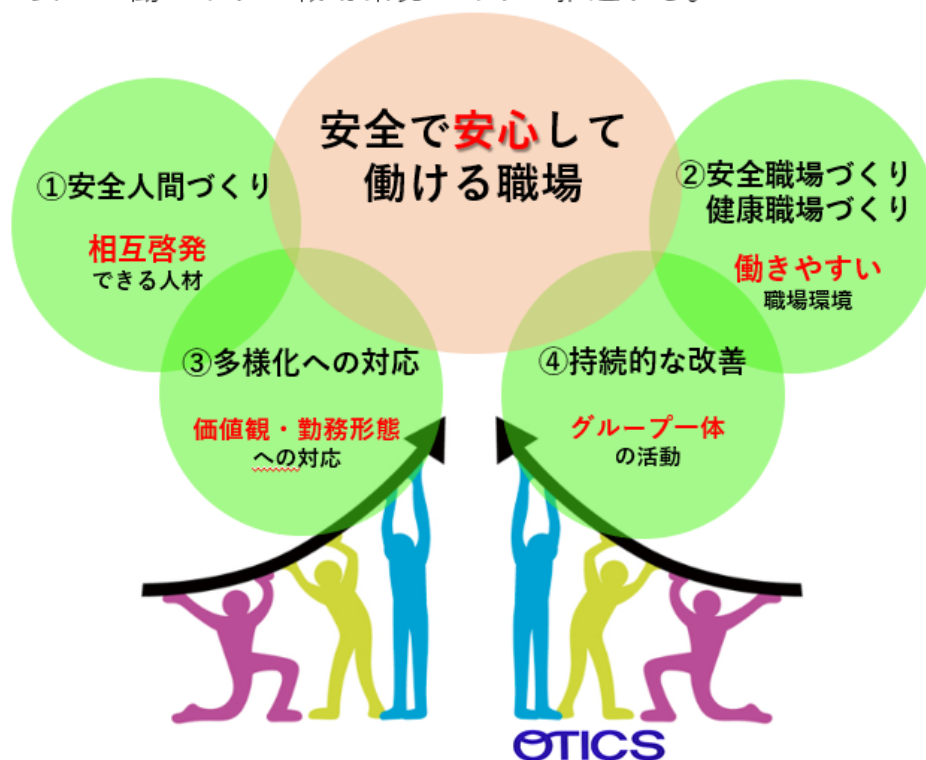 安全で安心して
働ける職場
①安全人間づくり
相互啓発
できる人材
②安全職場づくり
健康職場づくり
働きやすい
職場環境
③多様化への対応
価値観・勤務形態
への対応
④持続的な改善
グループ一体
の活動
OTICS